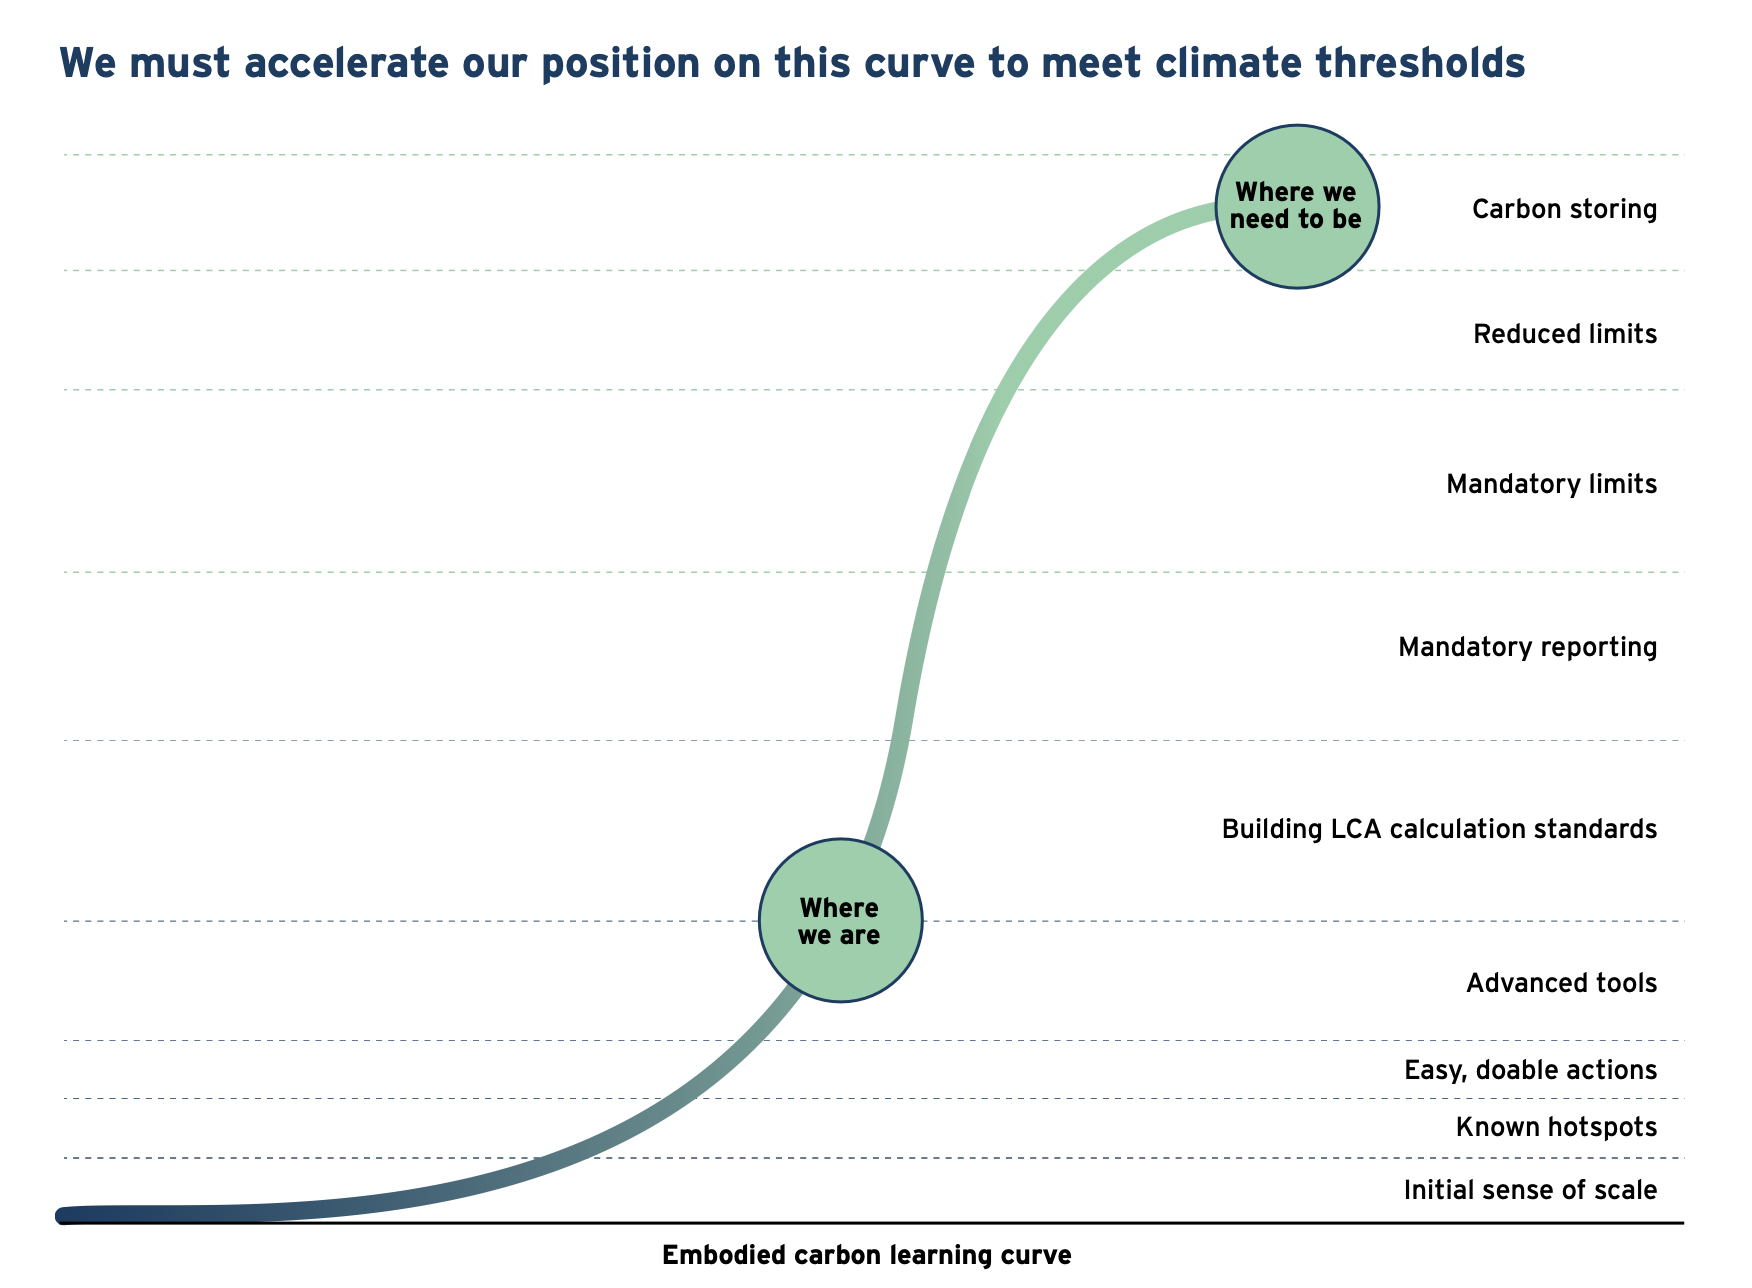 We must accelerate our position on this curve to meet climate thresholds
Where we
need to be
Carbon storing
Reduced limits
Mandatory limits
Mandatory reporting
Building LCA calculation standards
Where
we are
Advanced tools
Easy, doable actions
Known hotspots
Initial sense of scale
Embodied carbon learning curve